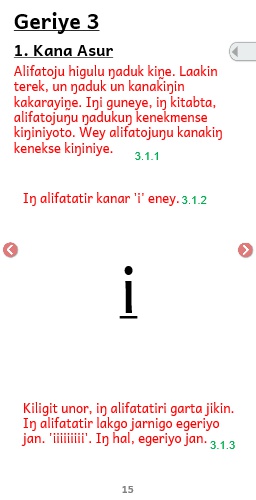 Geriye 3
1. Kana Asur
Alifatoju higulu ŋaduk kiŋe. Laakin
terek, un ŋaduk un kanakiŋin
kakarayiŋe. Iŋi guneye, iŋ kitabta,
alifatojuŋu ŋadukuŋ kenekmense
kiŋiniyoto. Wey alifatojuŋu kanakiŋ
kenekse kiŋiniye.
3.1.1
Iŋ alifatatir kanar 'i' eney. 3.1.2
i
Kiligit unor, iŋ alifatatiri garta jikin.
Iŋ alifatatir lakgo jarnigo egeriyo
jan. 'iiiiiiiii'. Iŋ hal, egeriyo jan. 3.1.3
15